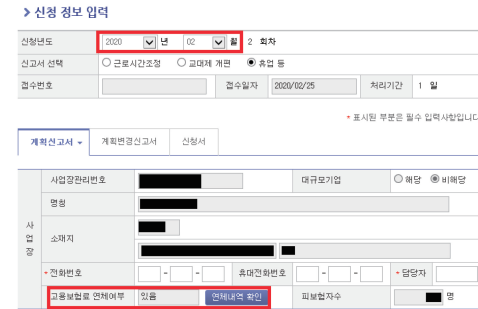 신청 정보 입력
신청년도 2020 년 02 월 2 회차
신고서 선택 근로시간조정 교대제 개편 휴업 등
접수번호 접수일자 2020/02/25 처리기간 1 일
* 표시된 부분은 필수 입력사항입니다
계획신고서 계획변경신고서 신청서
사업장
사업장관리번호 대규모기업 해당 비해당
명칭
소재지
* 전화번호 - - 휴대전화번호 - - * 담당자
고용보험료 연체여부 있음 연체내역 확인 피보험자수 명